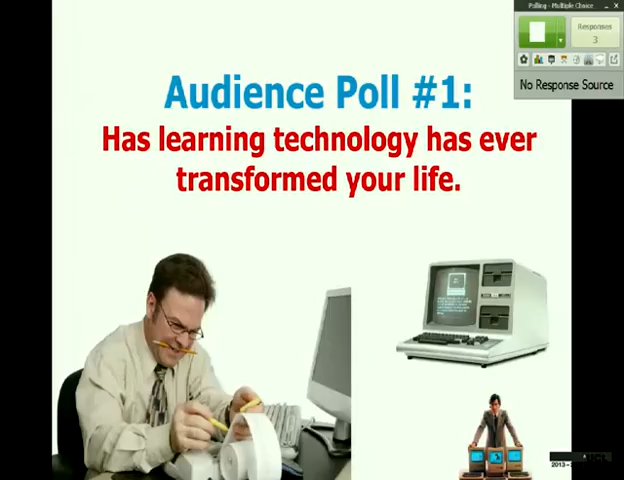 Polling - Multiple Choice
Responses
3
No Response Source
Audience Poll #1:
Has learning technology has ever
transformed your life.